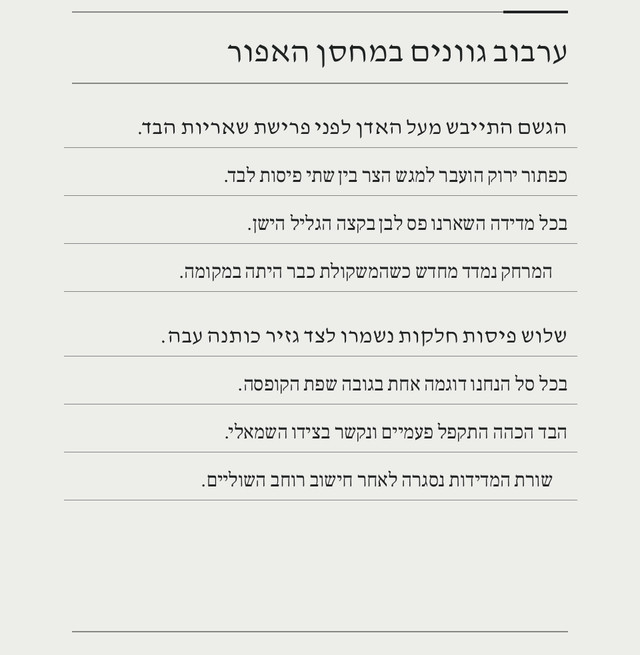 ערבוב גוונים במחסן האפור
הגשם התייבש מעל האדן לפני פרישת שאריות הבד.
כפתור ירוק הועבר למגש הצר בין שתי פיסות לבד.
בכל מדידה השארנו פס לבן בקצה הגליל הישן.
המרחק נמדד מחדש כשהמשקולת כבר היתה במקומה.
שלוש פיסות חלקות נשמרו לצד גזיר כותנה עבה.
בכל סל הנחנו דוגמה אחת בגובה שפת הקופסה.
הבד הכהה התקפל פעמיים ונקשר בצידו השמאלי.
שורת המדידות נסגרה לאחר חישוב רוחב השוליים.